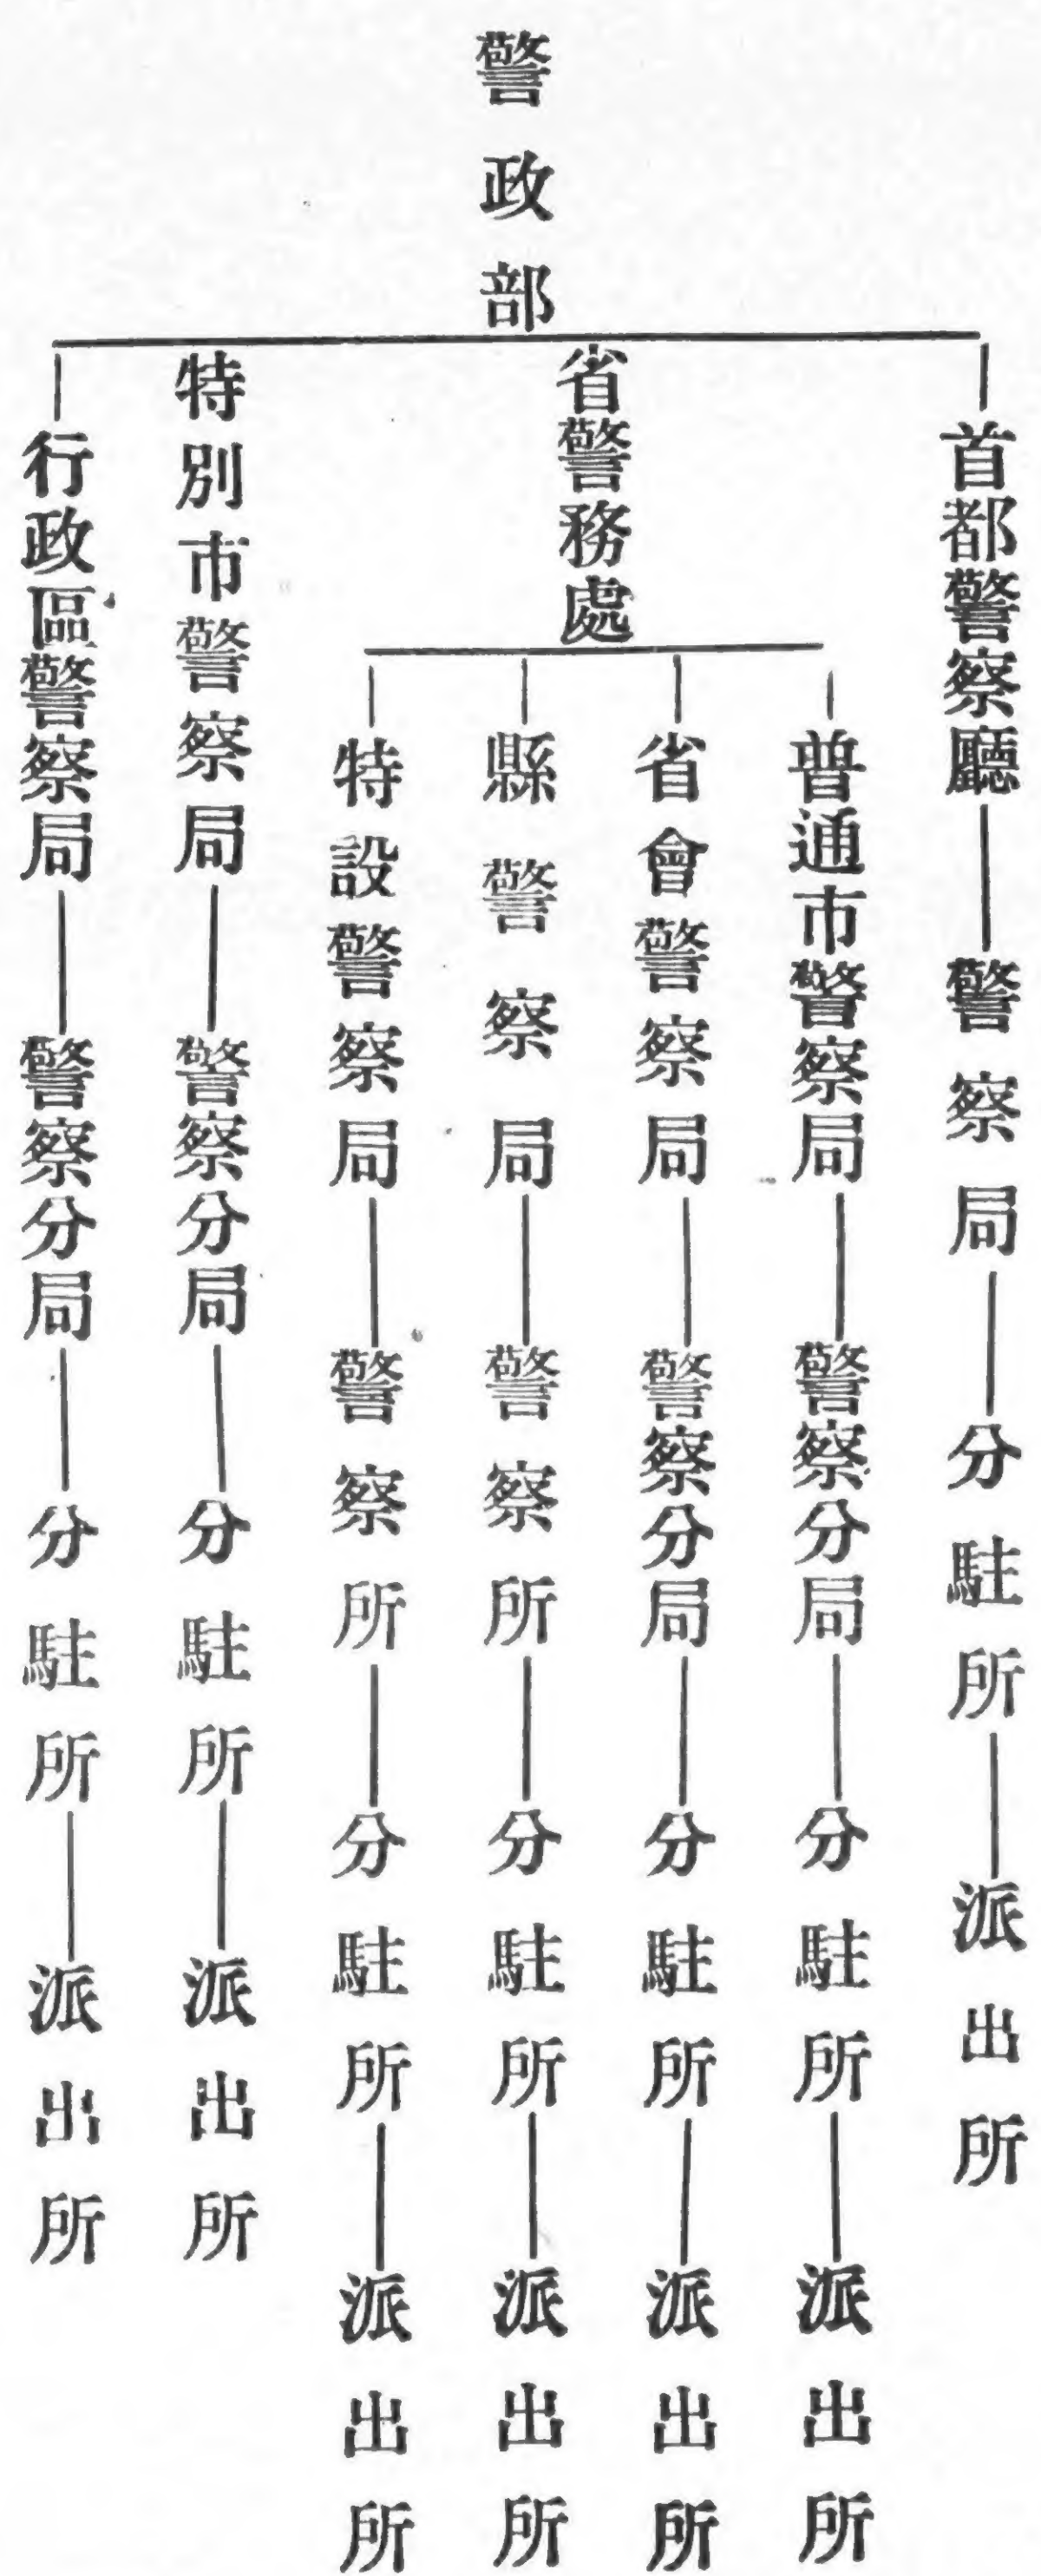 警政部
首都警察廳
警察局
分駐所
派出所
省警務處
普通市警察局
警察分局
分駐所
派出所
省會警察局
警察分局
分駐所
派出所
縣警察局
警察所
分駐所
派出所
特設警察局
警察所
分駐所
派出所
特別市警察局
警察分局
分駐所
派出所
行政區警察局
警察分局
分駐所
派出所